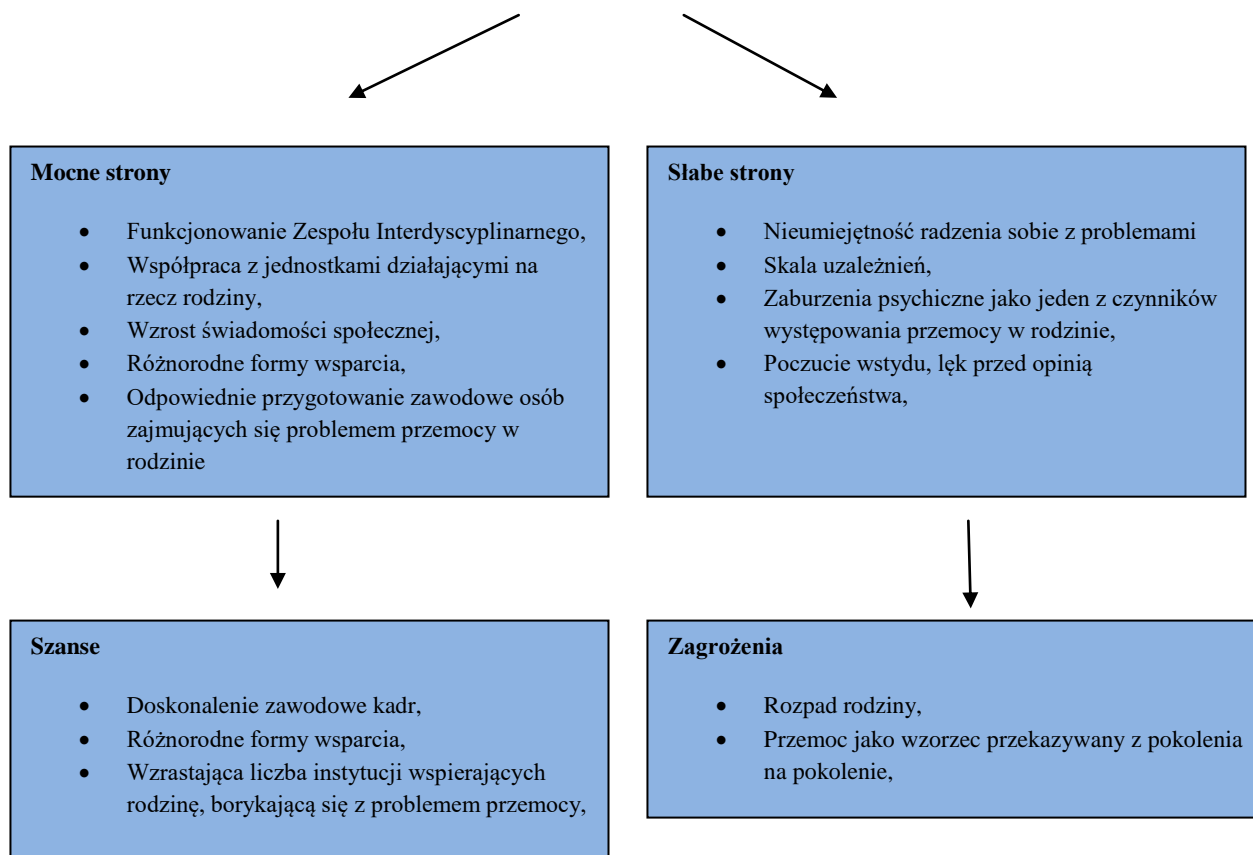 Mocne strony
• Funkcjonowanie Zespołu Interdyscyplinarnego,
• Współpraca z jednostkami działającymi na
rzecz rodziny,
• Wzrost świadomości społecznej,
• Różnorodne formy wsparcia,
• Odpowiednie przygotowanie zawodowe osób
zajmujących się problemem przemocy w
rodzinie
Słabe strony
• Nieumiejętność radzenia sobie z problemami
• Skala uzależnień,
• Zaburzenia psychiczne jako jeden z czynników
występowania przemocy w rodzinie,
• Poczucie wstydu, lęk przed opinią
społeczeństwa,
Szanse
• Doskonalenie zawodowe kadr,
• Różnorodne formy wsparcia,
• Wzrastająca liczba instytucji wspierających
rodzinę, borykającą się z problemem przemocy,
Zagrożenia
• Rozpad rodziny,
• Przemoc jako wzorzec przekazywany z pokolenia
na pokolenie,